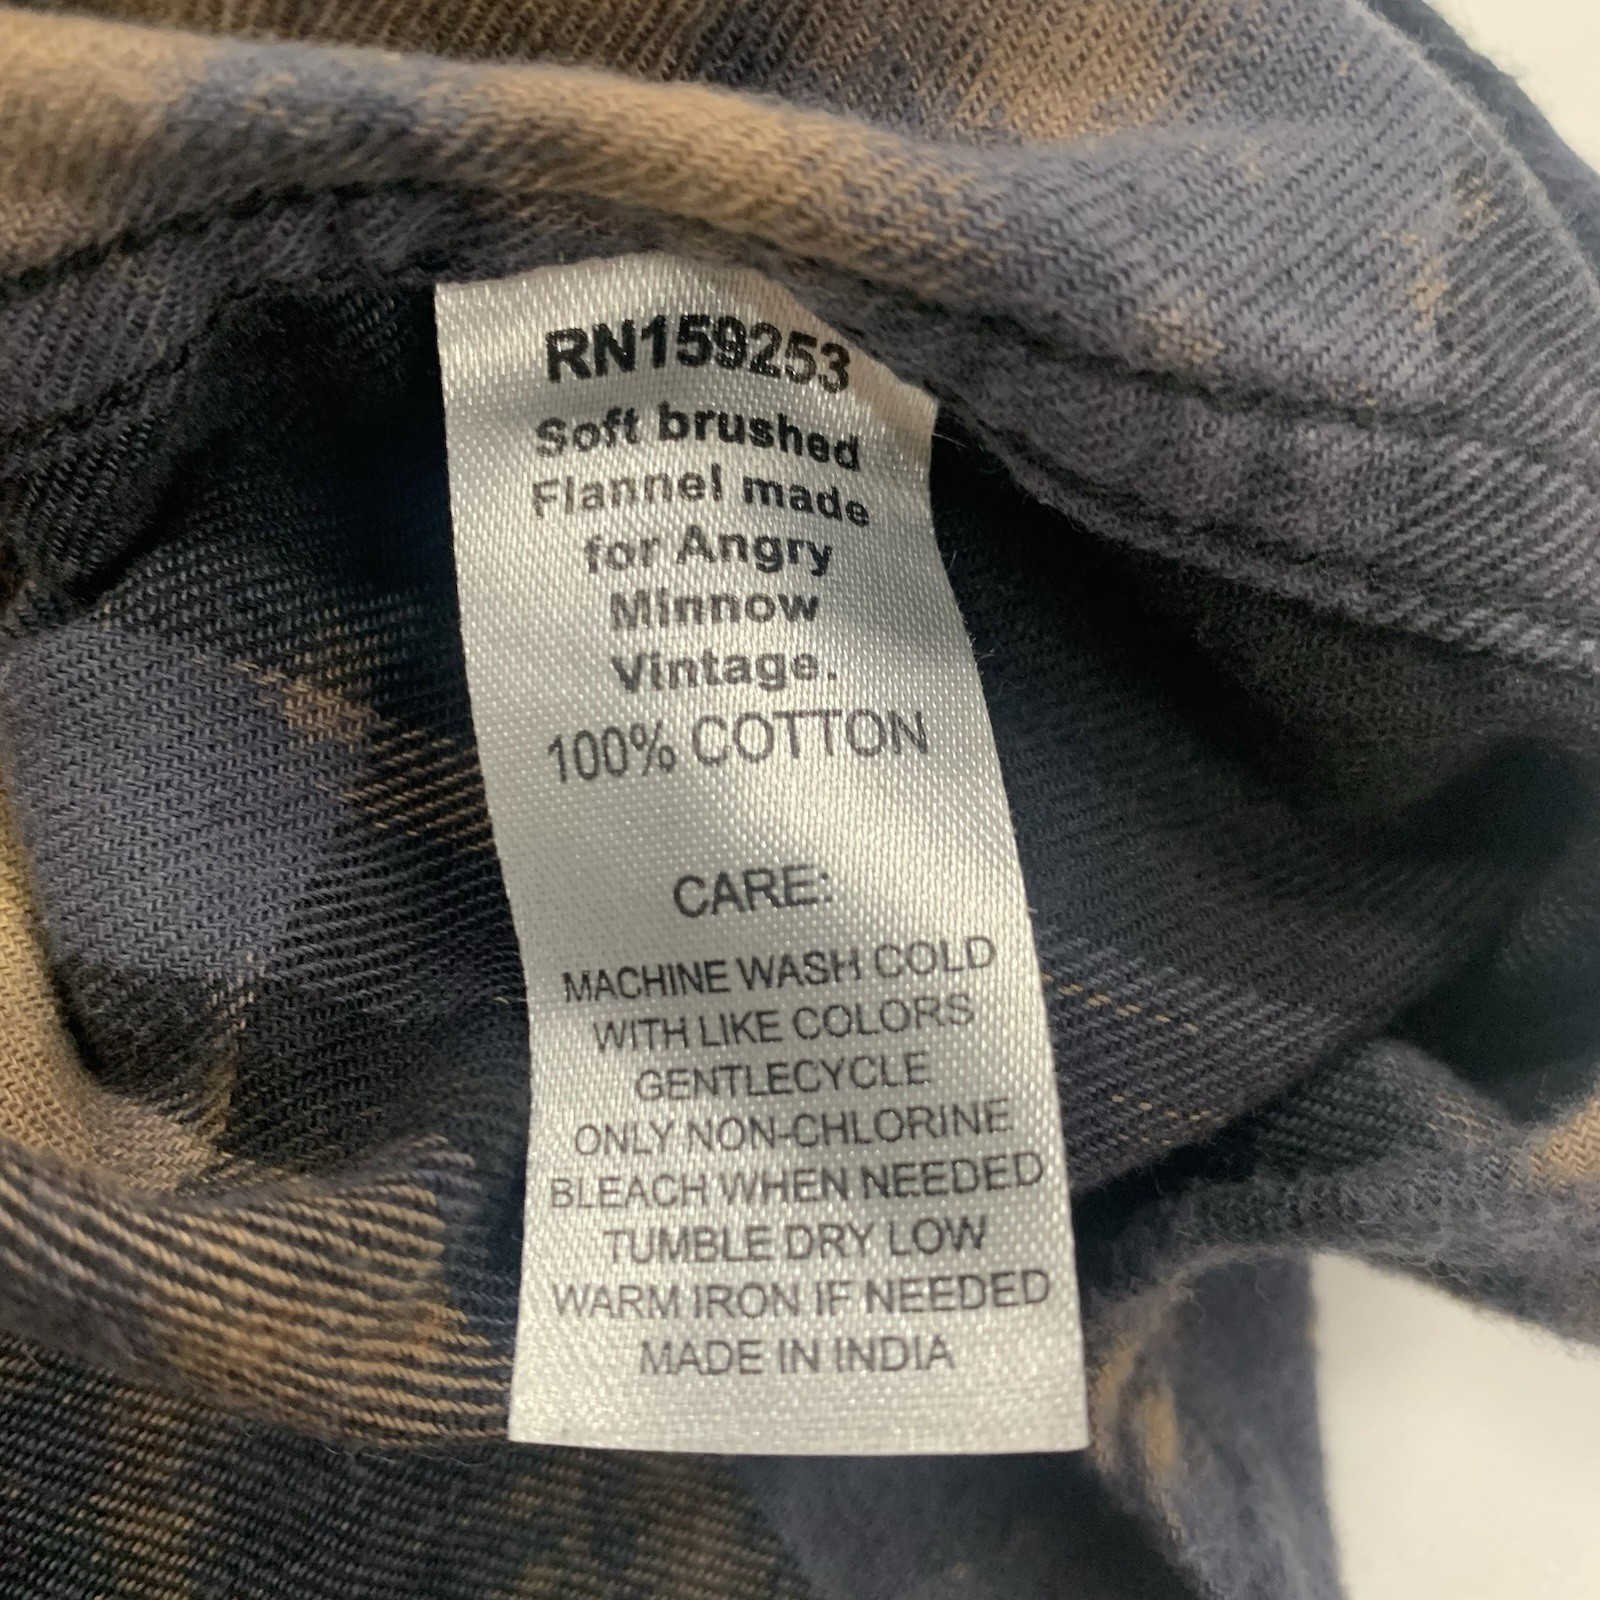 RN159253
Soft brushed
Flannel made
for Angry
Minnow
Vintage.
100% COTTON
CARE:
MACHINE WASH COLD
WITH LIKE COLORS
GENTLECYCLE
ONLY NON-CHLORINE
BLEACH WHEN NEEDED
TUMBLE DRY LOW
WARM IRON IF NEEDED
MADE IN INDIA